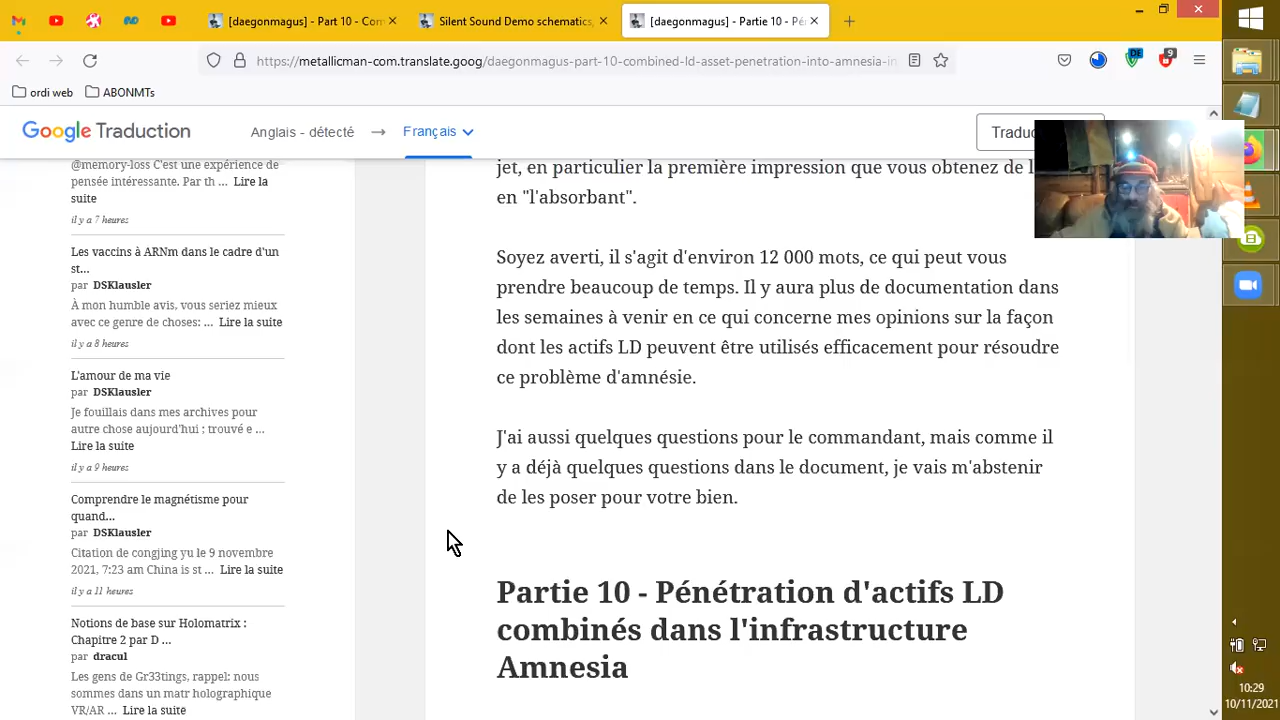 [daegonmagus] - Part 10 - Con
Silent Sound Demo schematics,
[daegonmagus] - Partie 10 - Pé
https://metallicman-com.translate.goog/daegonmagus-part-10-combined-ld-asset-penetration-into-amnesia-in
DE
9
ordi web
ABONMTs
Google Traduction
Anglais - détecté
Français
Traduc
@memory-loss C'est une expérience de
pensée intéressante. Par th ... Lire la
suite
il y a 7 heures
Les vaccins à ARNm dans le cadre d'un
st...
par DSKlausler
À mon humble avis, vous seriez mieux
avec ce genre de choses: ... Lire la suite
il y a 8 heures
L'amour de ma vie
par DSKlausler
Je fouillais dans mes archives pour
autre chose aujourd'hui ; trouvé e ...
Lire la suite
il y a 9 heures
Comprendre le magnétisme pour
quand...
par DSKlausler
Citation de congjing yu le 9 novembre
2021, 7:23 am China is st ... Lire la suite
il y a 11 heures
Notions de base sur Holomatrix :
Chapitre 2 par D ...
par dracul
Les gens de Gr33tings, rappel: nous
sommes dans un matr holographique
VR/AR ... Lire la suite
jet, en particulier la première impression que vous obtenez de l
en "l'absorbant".
Soyez averti, il s'agit d'environ 12 000 mots, ce qui peut vous
prendre beaucoup de temps. Il y aura plus de documentation dans
les semaines à venir en ce qui concerne mes opinions sur la façon
dont les actifs LD peuvent être utilisés efficacement pour résoudre
ce problème d'amnésie.
J'ai aussi quelques questions pour le commandant, mais comme il
y a déjà quelques questions dans le document, je vais m'abstenir
de les poser pour votre bien.
Partie 10 - Pénétration d'actifs LD
combinés dans l'infrastructure
Amnesia
10:29
10/11/2021